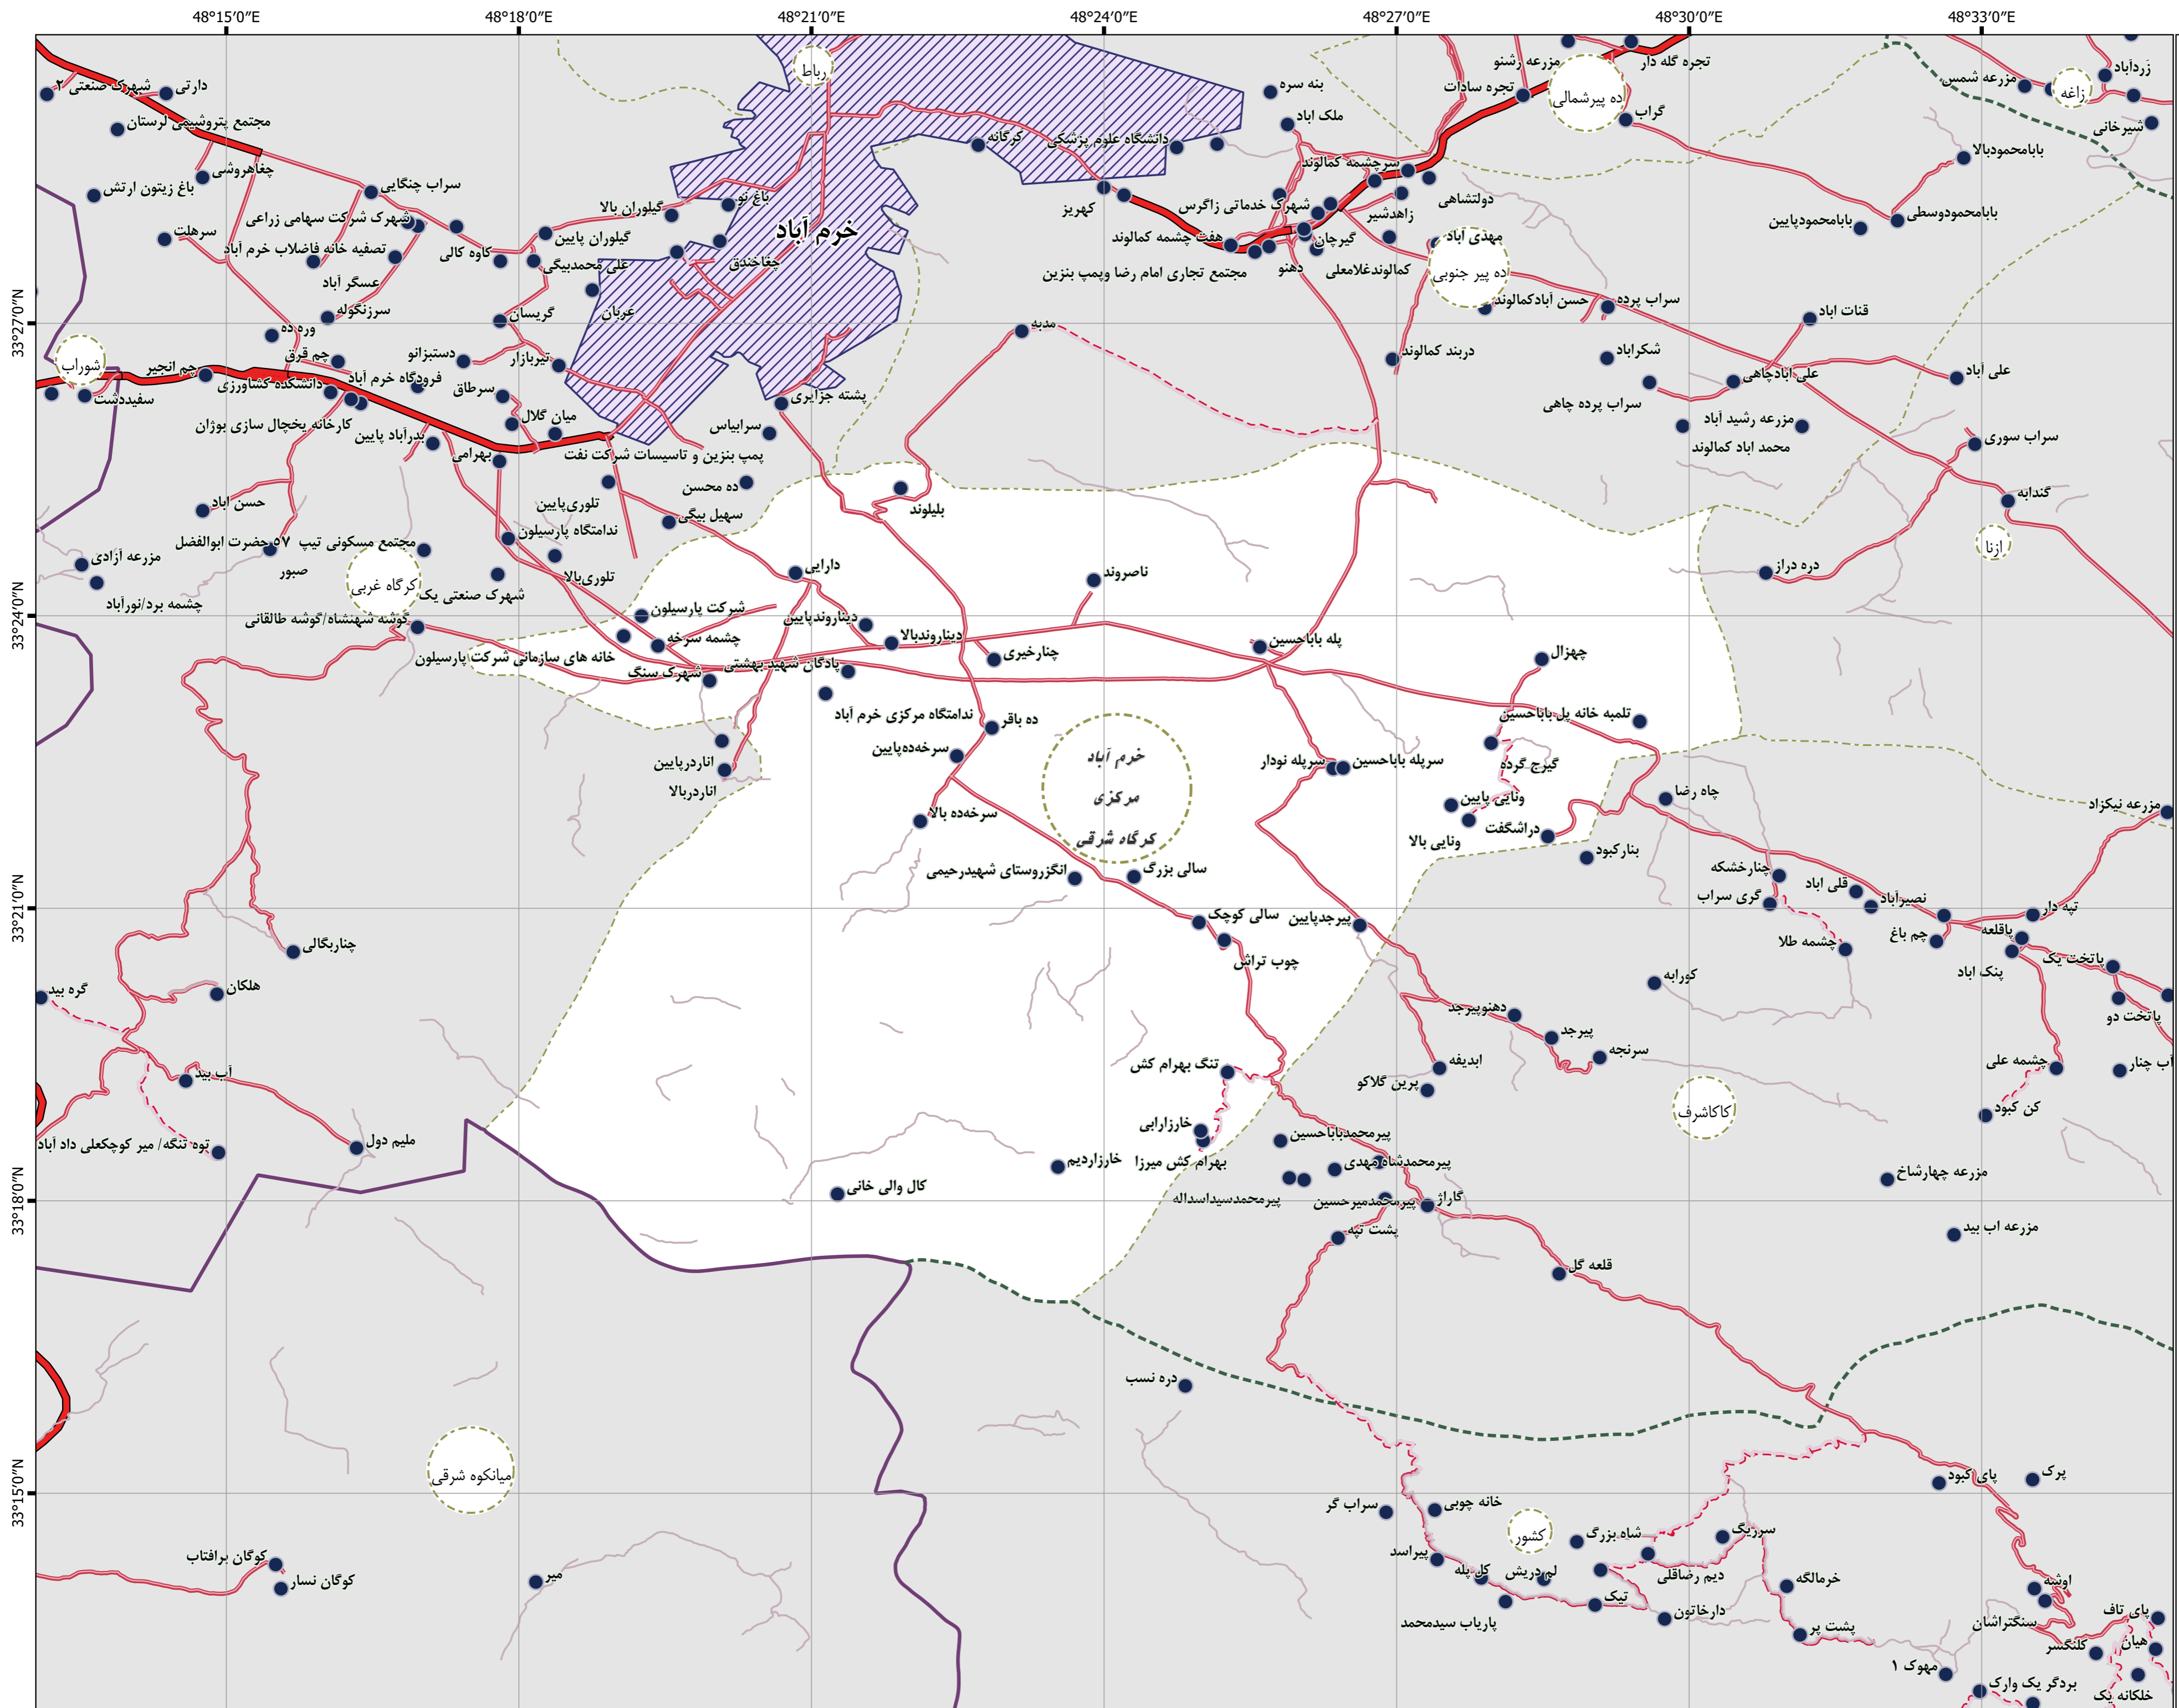 48°15′0″E
48°18′0″E
48°21′0″E
48°24′0″E
48°27′0″E
48°30′0″E
48°33′0″E
33°27′0″N
33°24′0″N
33°21′0″N
33°18′0″N
33°15′0″N
رباط
ده پیرشمالی
زاغه
شوراب
ده پیر جنوبی
ازنا
کرگاه غربی
خرم آباد
مرکزی
کرگاه شرقی
کاکاشرف
میانکوه شرقی
کشور
خرم آباد
شهرک صنعتی ۲
دارتی
مجتمع پتروشیمی لرستان
چغاهروشی
باغ زیتون ارتش
سراب چنگایی
شهرک شرکت سهامی زراعی
سرهلت
تصفیه خانه فاضلاب خرم آباد
عسگر آباد
کاوه کالی
گیلوران بالا
گیلوران پایین
علی محمدبیگی
باغ نو
چغاخندق
سرزنگوله
گریسان
عربان
وره ده
چم قرق
دستبزانو
تیربازار
چم انجیر
دانشکده کشاورزی
فرودگاه خرم آباد
سفیددشت
سرطاق
کارخانه یخچال سازی بوژان
بدرآباد پایین
میان گلال
بهرامی
پمپ بنزین و تاسیسات شرکت نفت
سرابیاس
پشته جزایری
ده محسن
تلوری‌پایین
سهیل بیگی
ندامتگاه پارسیلون
حسن اباد
مجتمع مسکونی تیپ ۵۷ حضرت ابوالفضل
مزرعه آزادی
صبور
تلوری‌بالا
شهرک صنعتی یک
چشمه برد/نورآباد
گوشه شهنشاه/گوشه طالقانی
دارایی
شرکت پارسیلون
چشمه سرخه
خانه های سازمانی شرکت پارسیلون
شهرک سنگ
دیناروندپایین
دیناروندبالا
پادگان شهید بهشتی
ندامتگاه مرکزی خرم آباد
چنارخیری
ناصروند
بلیلوند
مدبه
کرگانه
دانشگاه علوم پزشکی
بنه سره
ملک اباد
کهریز
سرچشمه کمالوند
شهرک خدماتی زاگرس
هفت چشمه کمالوند
گیرچان
مجتمع تجاری امام رضا وپمپ بنزین
دهنو
کمالوندغلامعلی
زاهدشیر
دولتشاهی
مهدی آباد
تجره سادات
مزرعه رشنو
تجره گله دار
گراب
مزرعه شمس
زردآباد
شیرخانی
بابامحمودبالا
بابامحمودوسطی
بابامحمودپایین
حسن آبادکمالوند
سراب پرده
قنات اباد
دربند کمالوند
شکراباد
علی ابادچاهی
علی آباد
سراب پرده چاهی
مزرعه رشید آباد
محمد اباد کمالوند
سراب سوری
گندابه
دره دراز
پله باباحسین
چهزال
تلمبه خانه پل باباحسین
گیرج گرده
سرپله نودار
سرپله باباحسین
ونایی پایین
ونایی بالا
دراشگفت
چاه رضا
بنارکبود
مزرعه نیکزاد
چنارخشکه
گری سراب
قلی اباد
نصیرآباد
چم باغ
تپه دار
پاقلعه
پنک اباد
پاتخت یک
پاتخت دو
چشمه طلا
کورابه
چشمه علی
آب چنار
کن کبود
ده باقر
سرخه‌ده‌پایین
سرخه‌ده بالا
اناردرپایین
اناردربالا
انگزروستای شهیدرحیمی
سالی بزرگ
سالی کوچک
چوب تراش
پیرجدپایین
دهنوپیرجد
پیرجد
سرنجه
ابدیفه
پرین گلاکو
تنگ بهرام کش
خارزارابی
بهرام کش میرزا
خارزاردیم
کال والی خانی
پیرمحمدباباحسین
پیرمحمدشاه مهدی
پیرمحمدسیداسداله
پیرمحمدمیرحسین
گاراژ
پشت تپه
قلعه گل
مزرعه چهارشاخ
مزرعه اب بید
چناربگالی
هلکان
گره بید
آب بید
توه تنگه/ میر کوچکعلی داد آباد
ملیم دول
دره نسب
کوگان برافتاب
کوگان نسار
میر
سراب گر
خانه چوبی
پیراسد
کل پله
لم دریش
شاه بزرگ
سرزیگ
دیم رضاقلی
تیک
پاریاب سیدمحمد
دارخاتون
خرمالگه
پشت پر
پای کبود
پرک
اوشه
سنگتراشان
پای تاف
هیان
کلنگسر
مهوک ۱
بردگر یک وارک
خلکانه یک